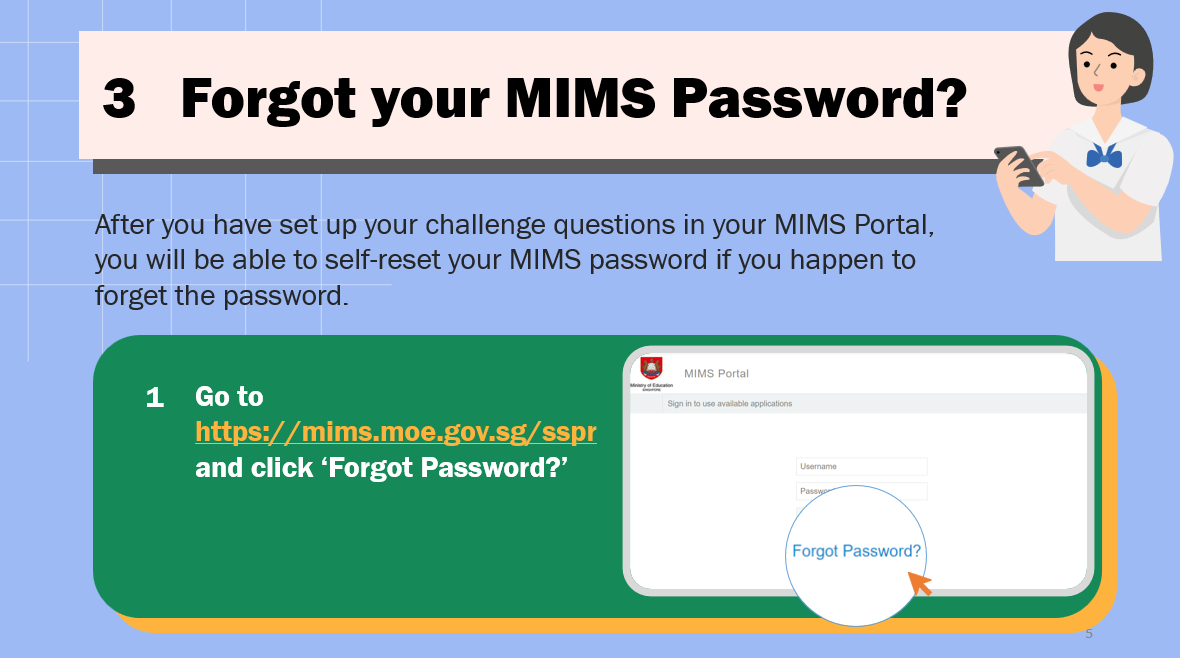 3 Forgot your MIMS Password?
After you have set up your challenge questions in your MIMS Portal,
you will be able to self-reset your MIMS password if you happen to
forget the password.
1 Go to
https://mims.moe.gov.sg/sspr
and click ‘Forgot Password?’
Ministry of Education
SINGAPORE
MIMS Portal
Sign in to use available applications
Username
Forgot Password?
5